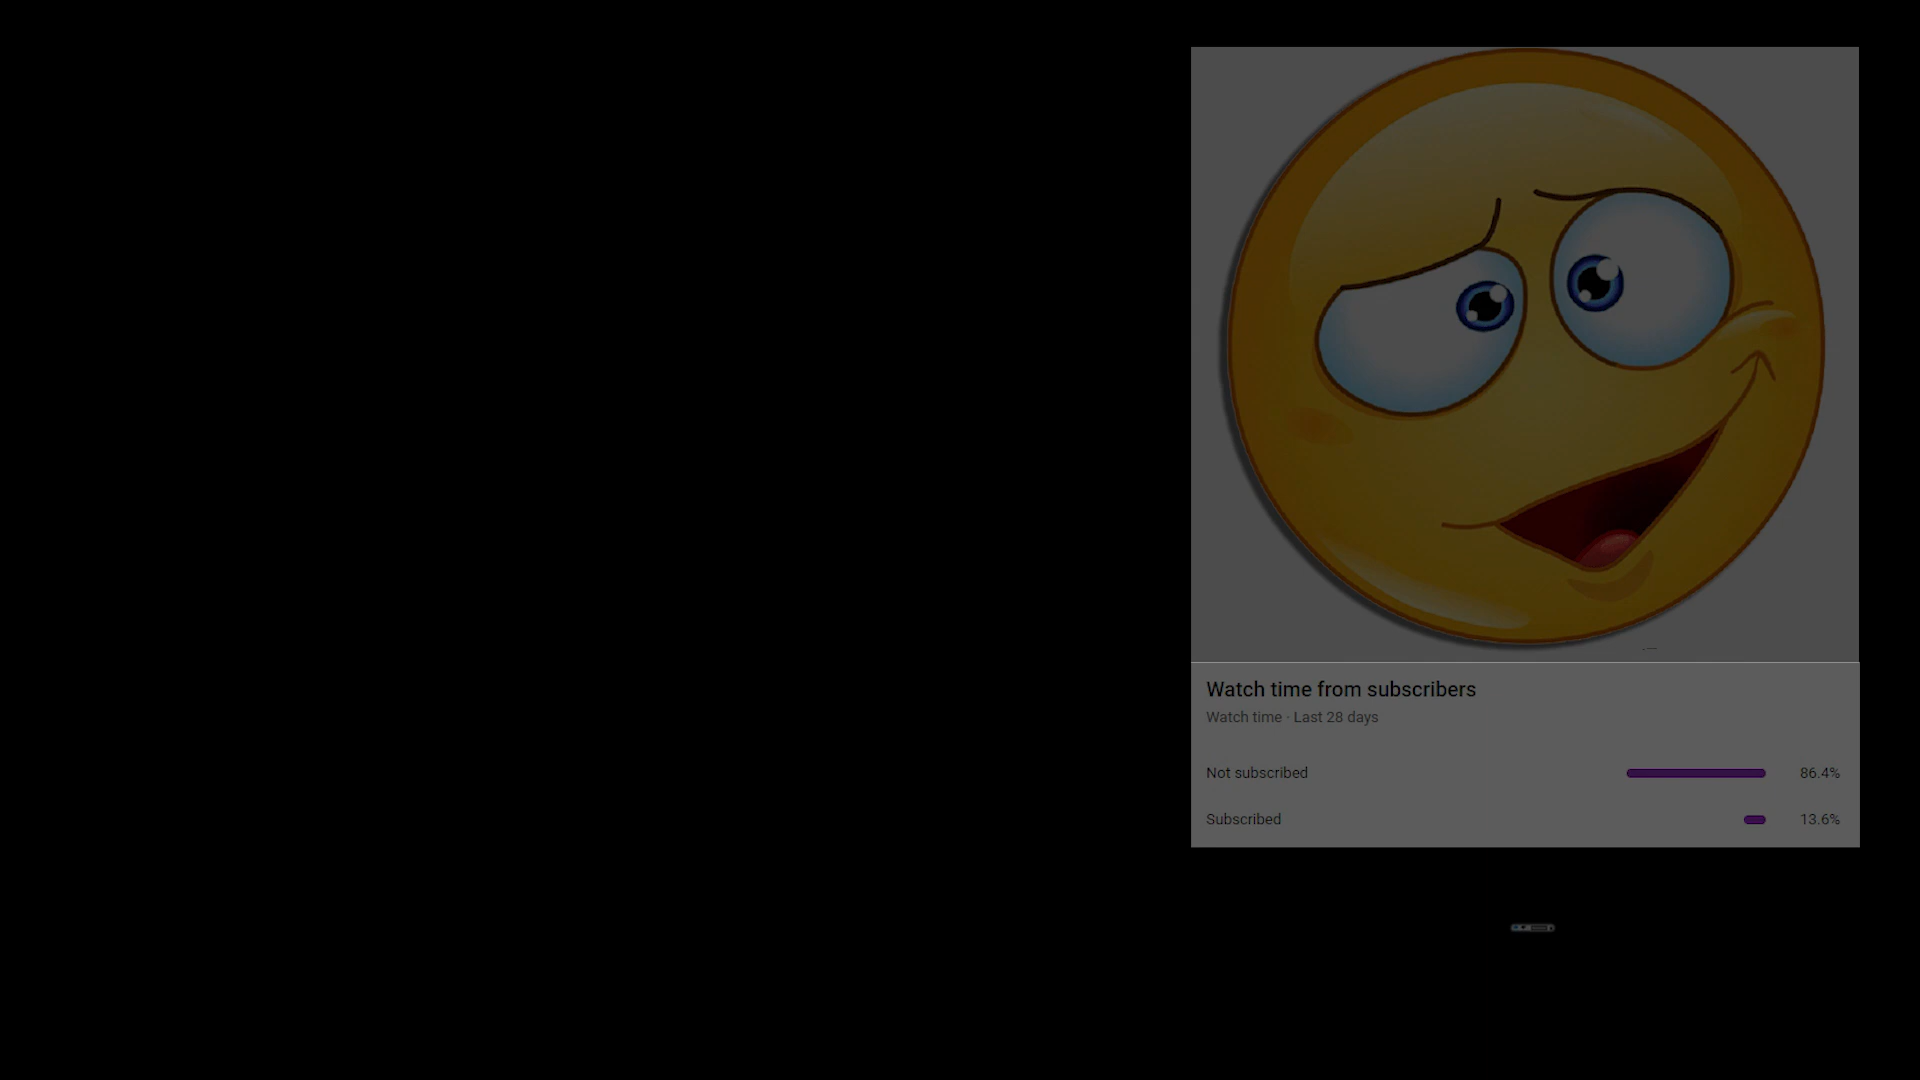 Watch time from subscribers
Watch time · Last 28 days
Not subscribed 86.4%
Subscribed 13.6%